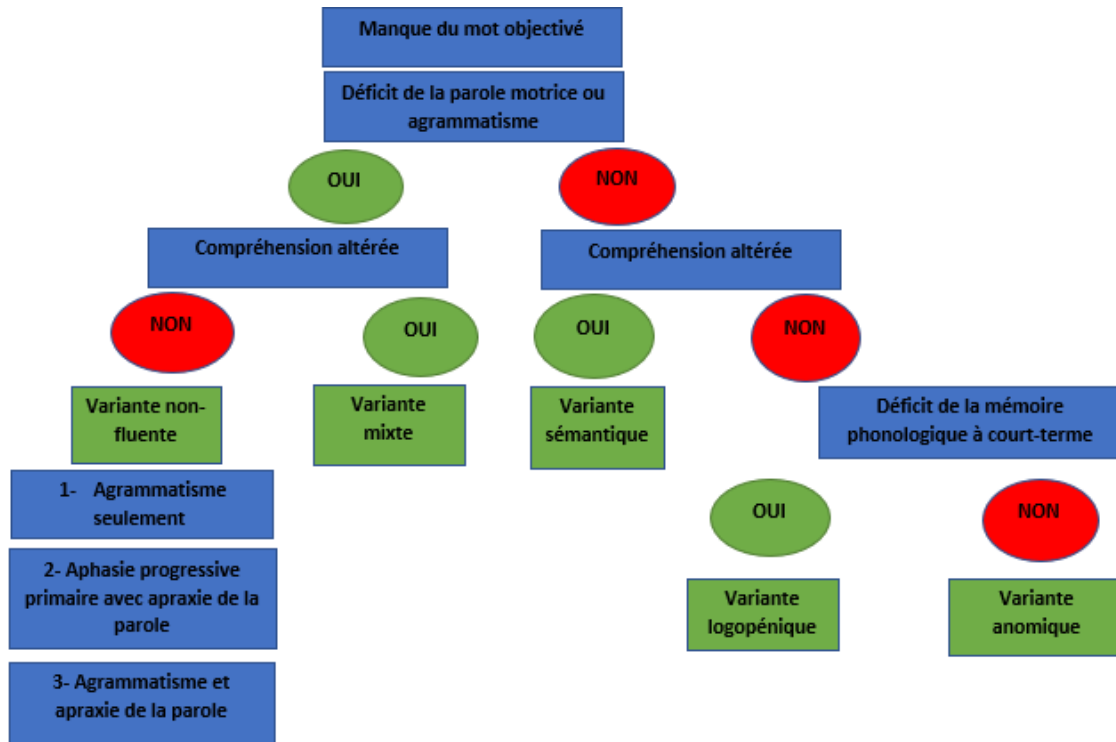 Manque du mot objectivé
Déficit de la parole motrice ou
agrammatisme
OUI
NON
Compréhension altérée
Compréhension altérée
NON
OUI
OUI
NON
Variante non-
fluente
Variante
mixte
Variante
sémantique
Déficit de la mémoire
phonologique à court-terme
1- Agrammatisme
seulement
OUI
NON
2- Aphasie progressive
primaire avec apraxie de la
parole
Variante
logopénique
Variante
anomique
3- Agrammatisme et
apraxie de la parole